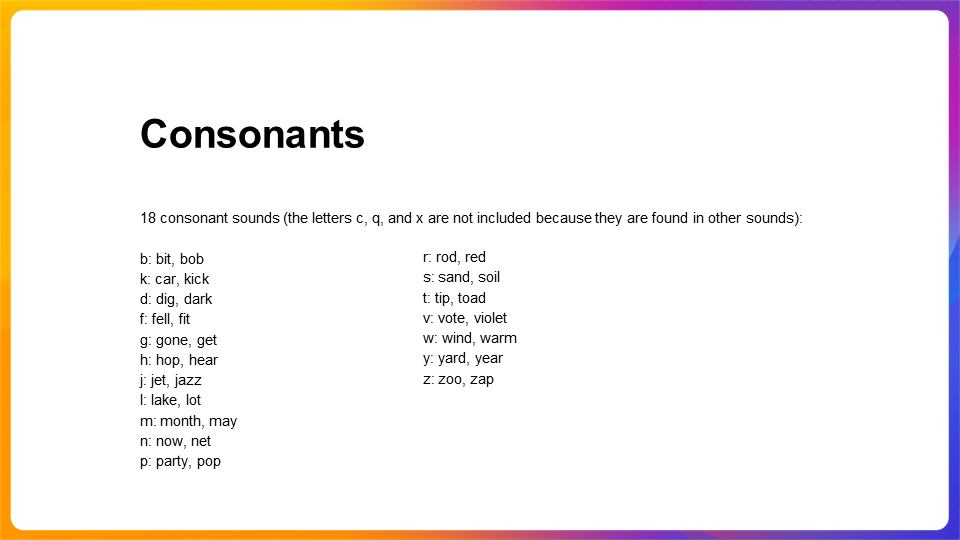 Consonants
18 consonant sounds (the letters c, q, and x are not included because they are found in other sounds):
b: bit, bob
k: car, kick
d: dig, dark
f: fell, fit
g: gone, get
h: hop, hear
j: jet, jazz
l: lake, lot
m: month, may
n: now, net
p: party, pop
r: rod, red
s: sand, soil
t: tip, toad
v: vote, violet
w: wind, warm
y: yard, year
z: zoo, zap